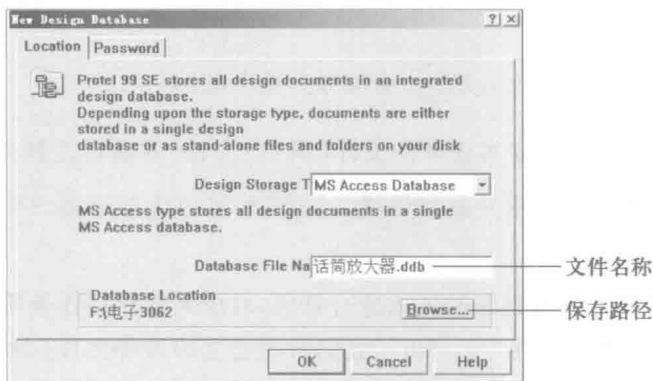 New Design Database
Location Password
Protel 99 SE stores all design documents in an integrated
design database.
Depending upon the storage type, documents are either
stored in a single design
database or as stand-alone files and folders on your disk
Design Storage T MS Access Database
MS Access type stores all design documents in a single
MS Access database.
Database File Na 话筒放大器.ddb
文件名称
Database Location
F:\电子3062
Browse...
保存路径
OK Cancel Help